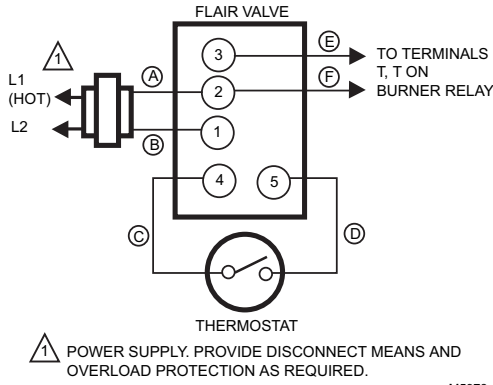 FLAIR VALVE
1
L1
(HOT)
L2
A
B
3
2
1
4
5
E
F
TO TERMINALS
T, T ON
BURNER RELAY
C
D
THERMOSTAT
1 POWER SUPPLY. PROVIDE DISCONNECT MEANS AND
OVERLOAD PROTECTION AS REQUIRED.